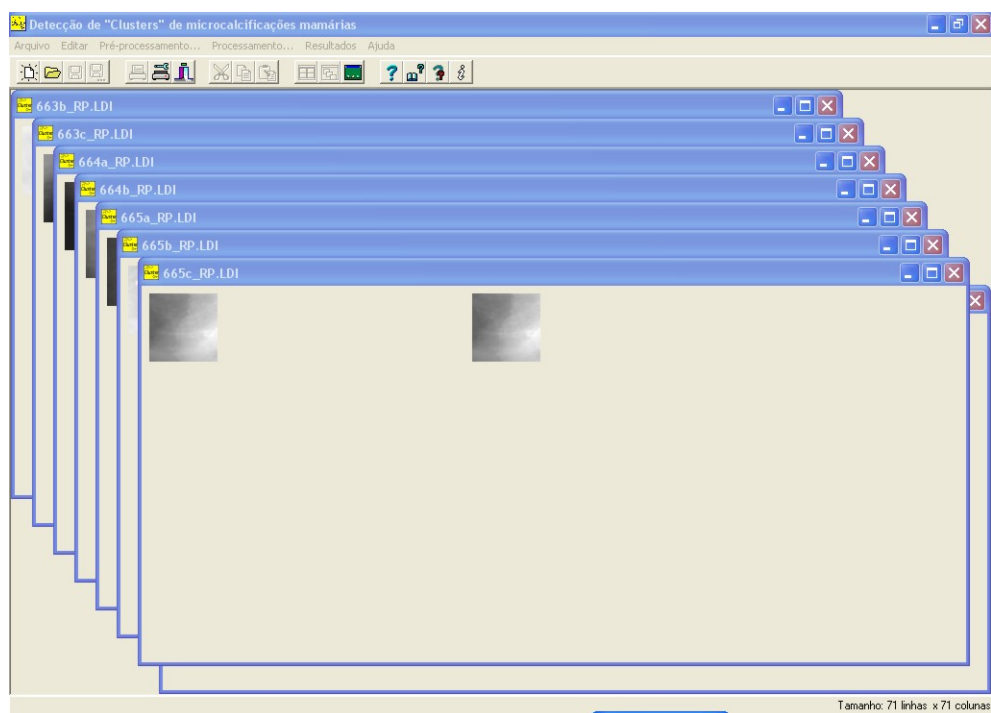 Detecção de "Clusters" de microcalcificações mamárias
Arquivo Editar Pré-processamento... Processamento... Resultados Ajuda
663b_RP.LDI
663c_RP.LDI
664a_RP.LDI
664b_RP.LDI
665a_RP.LDI
665b_RP.LDI
665c_RP.LDI
Tamanho: 71 linhas x 71 colunas